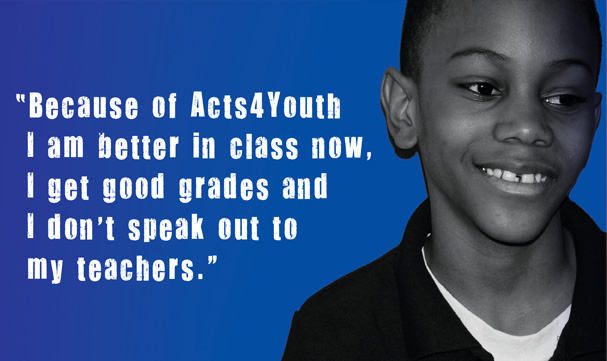 “Because of Acts4Youth
I am better in class now,
I get good grades and
I don’t speak out to
my teachers.”